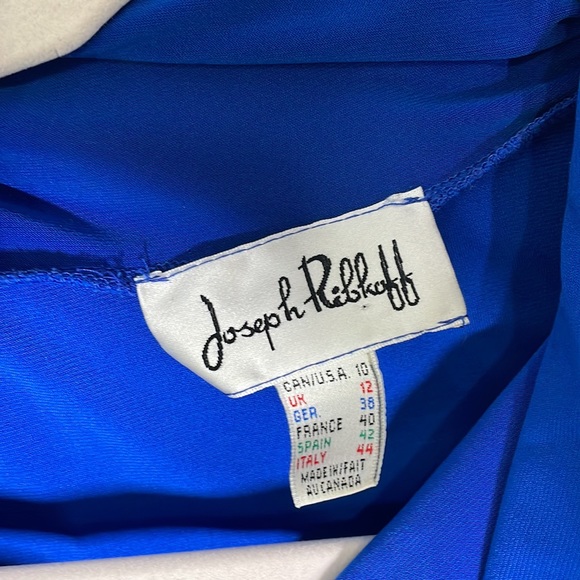 Joseph Ribkoff
CAN/U.S.A. 10
UK 12
GER. 38
FRANCE 40
SPAIN 42
ITALY 44
MADE IN/FAIT
AU CANADA